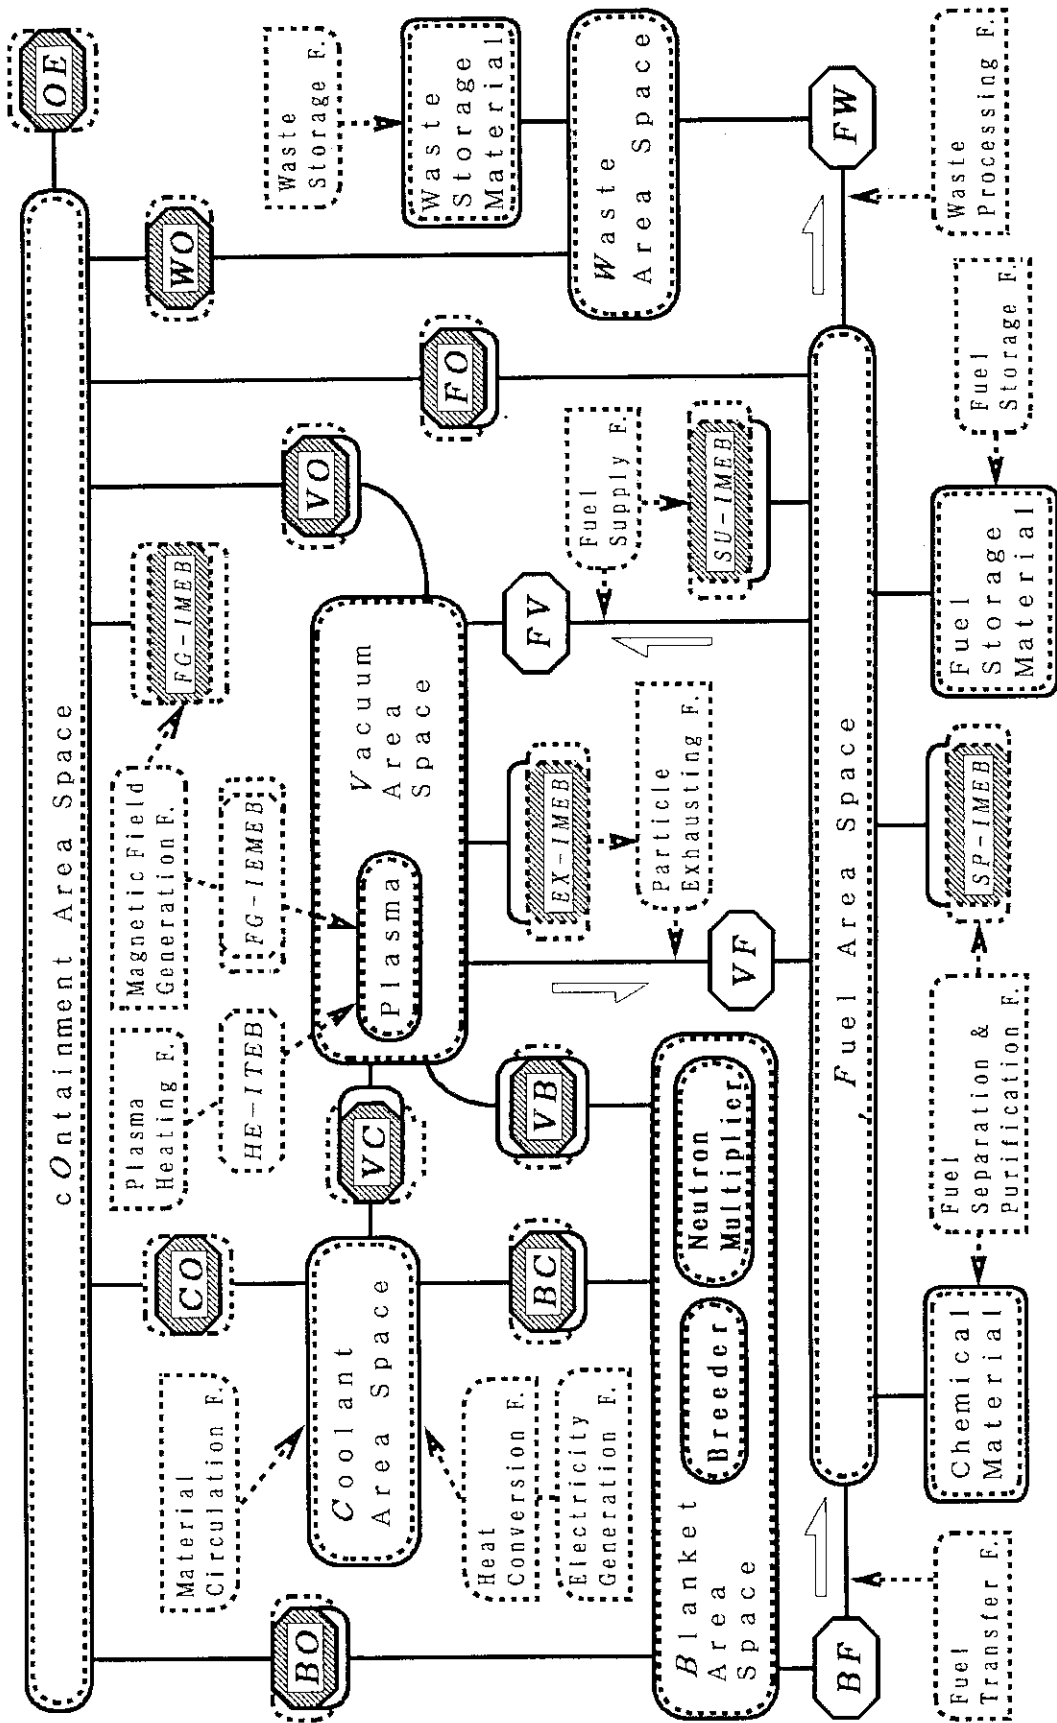 cOntainment Area Space
OE
BO
CO
VO
FO
WO
FG-IMEB
Material
Circulation F.
Plasma
Heating F.
Magnetic Field
Generation F.
HE-ITEB
FG-IEMEB
Waste
Storage F.
Coolant
Area Space
VC
Plasma
Vacuum
Area
Space
Waste
Storage
Material
Heat
Conversion F.
Electricity
Generation F.
BC
VB
EX-IMEB
FV
Fuel
Supply F.
Waste
Area Space
Blanket
Area
Space
Breeder
Neutron
Multiplier
VF
Particle
Exhausting F.
SU-IMEB
BF
Fuel Area Space
FW
Fuel
Transfer F.
Chemical
Material
Fuel
Separation &
Purification F.
SP-IMEB
Fuel
Storage
Material
Fuel
Storage F.
Waste
Processing F.